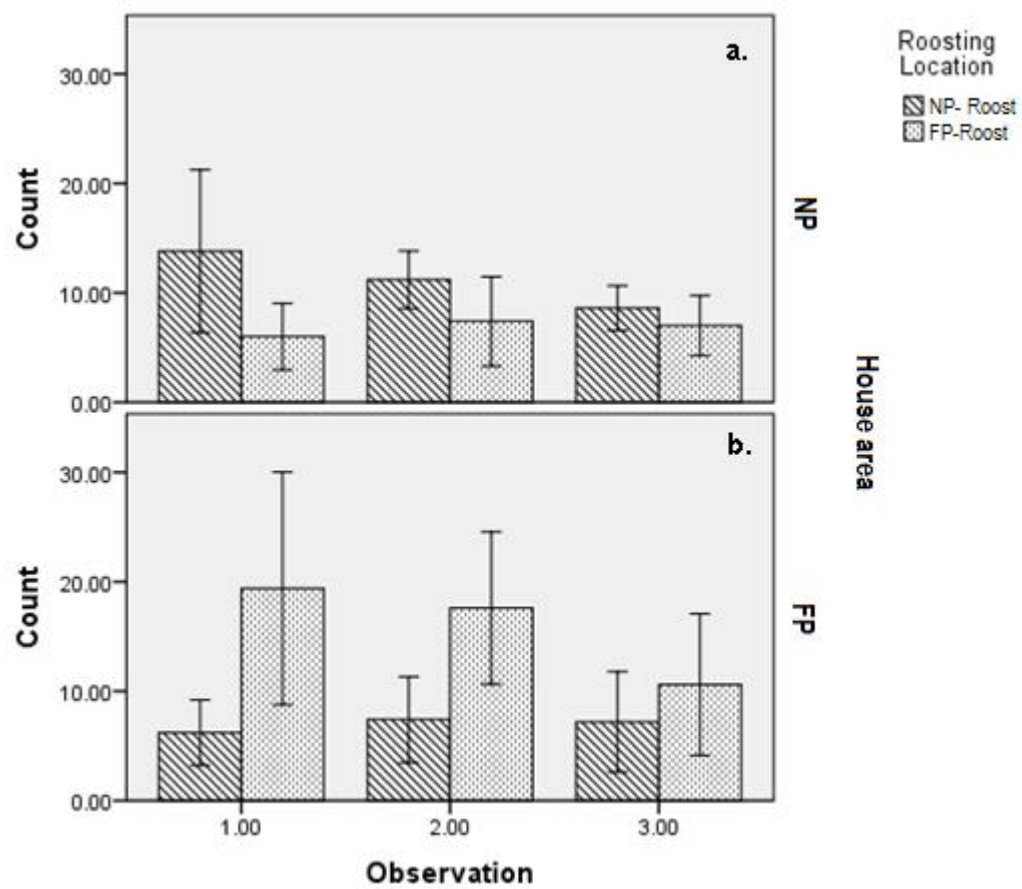 a.
Roosting
Location
NP- Roost
FP-Roost
30.00
20.00
10.00
0.00
Count
NP
House area
b.
30.00
20.00
10.00
0.00
Count
FP
1.00 2.00 3.00
Observation